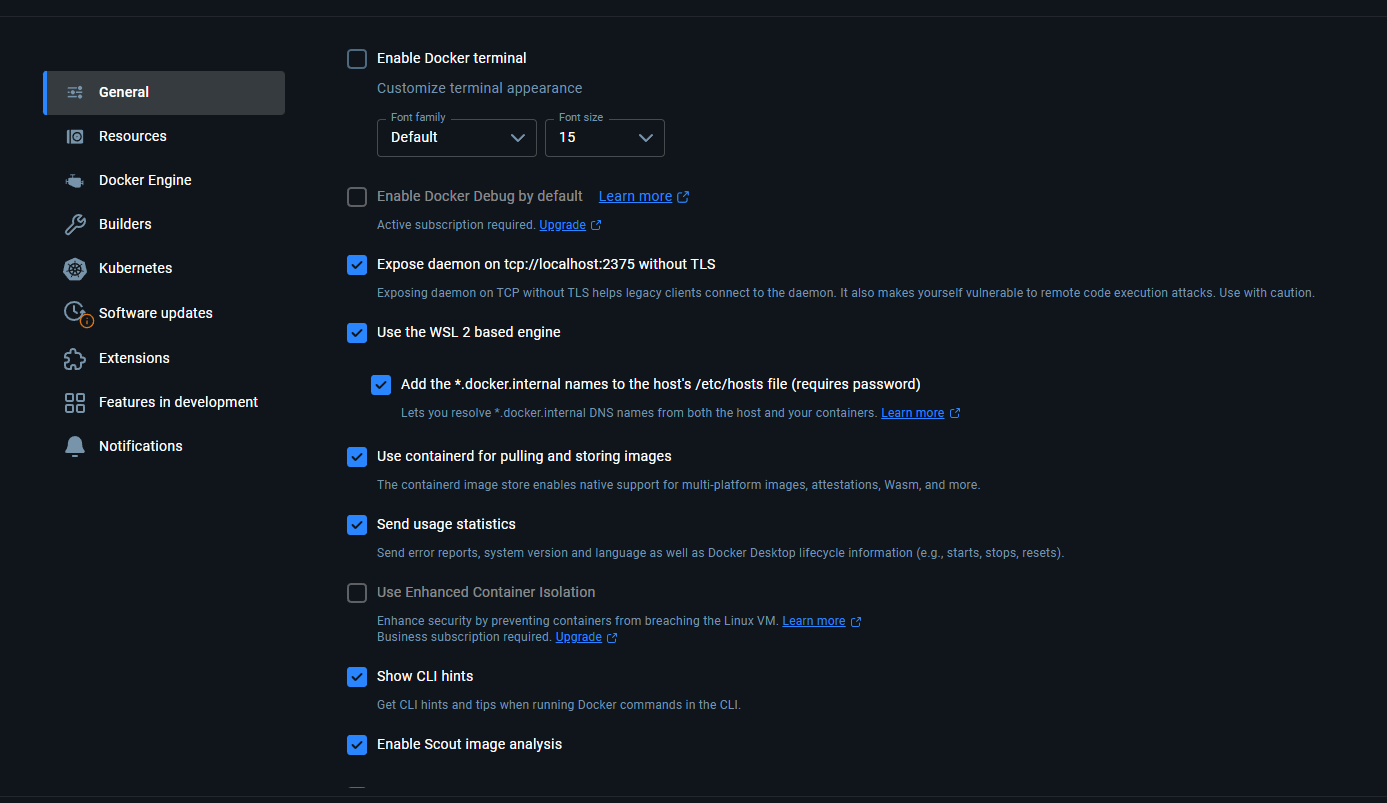 General
Resources
Docker Engine
Builders
Kubernetes
Software updates
Extensions
Features in development
Notifications
Enable Docker terminal
Customize terminal appearance
Font family
Default
Font size
15
Enable Docker Debug by default Learn more
Active subscription required. Upgrade
Expose daemon on tcp://localhost:2375 without TLS
Exposing daemon on TCP without TLS helps legacy clients connect to the daemon. It also makes yourself vulnerable to remote code execution attacks. Use with caution.
Use the WSL 2 based engine
Add the *.docker.internal names to the host's /etc/hosts file (requires password)
Lets you resolve *.docker.internal DNS names from both the host and your containers. Learn more
Use containerd for pulling and storing images
The containerd image store enables native support for multi-platform images, attestations, Wasm, and more.
Send usage statistics
Send error reports, system version and language as well as Docker Desktop lifecycle information (e.g., starts, stops, resets).
Use Enhanced Container Isolation
Enhance security by preventing containers from breaching the Linux VM. Learn more
Business subscription required. Upgrade
Show CLI hints
Get CLI hints and tips when running Docker commands in the CLI.
Enable Scout image analysis